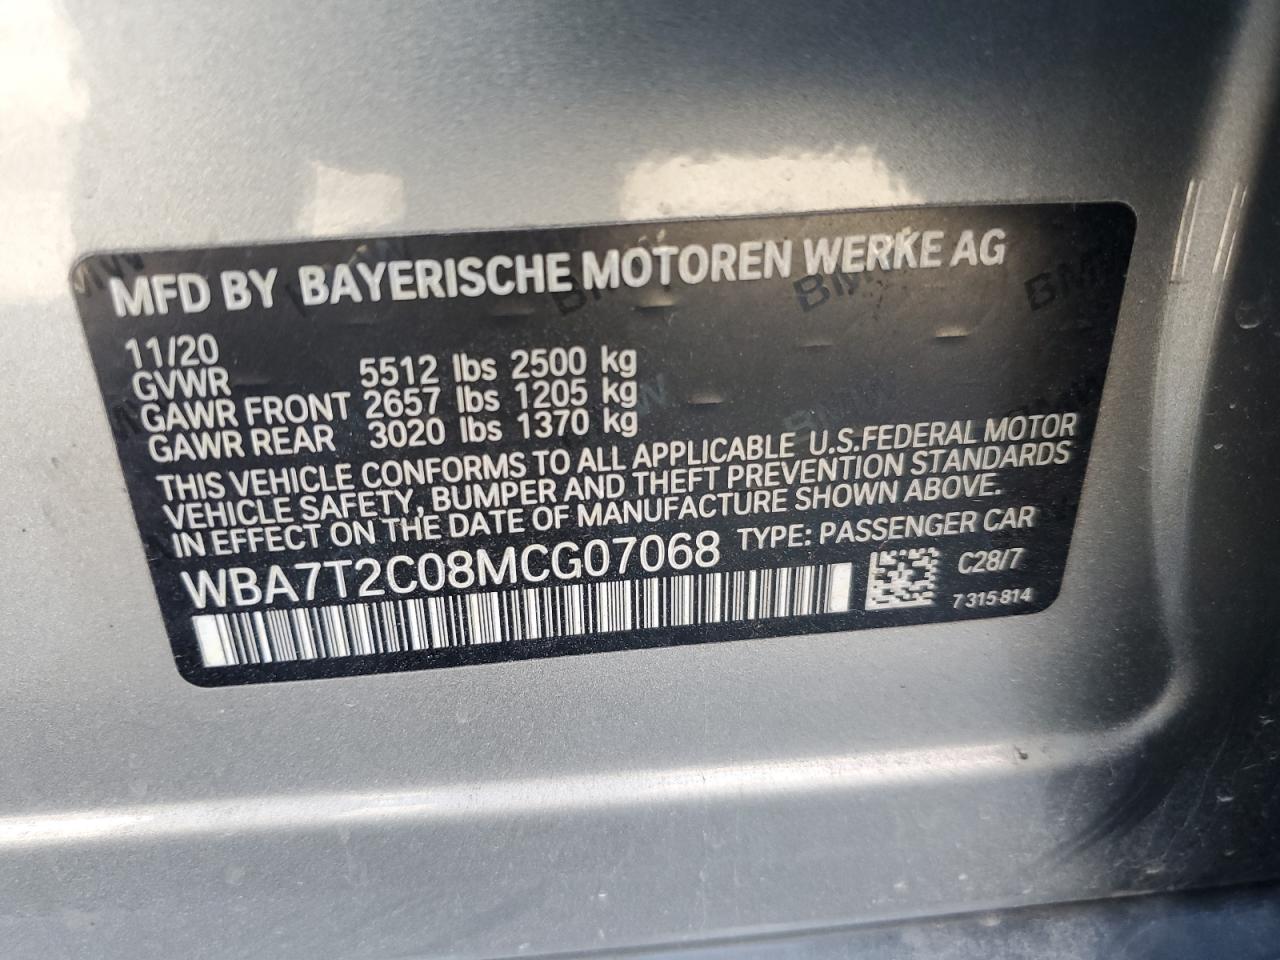 MFD BY BAYERISCHE MOTOREN WERKE AG
11/20
GVWR 5512 lbs 2500 kg
GAWR FRONT 2657 lbs 1205 kg
GAWR REAR 3020 lbs 1370 kg
THIS VEHICLE CONFORMS TO ALL APPLICABLE U.S.FEDERAL MOTOR
VEHICLE SAFETY, BUMPER AND THEFT PREVENTION STANDARDS
IN EFFECT ON THE DATE OF MANUFACTURE SHOWN ABOVE.
WBA7T2C08MCG07068 TYPE: PASSENGER CAR
C28/7
7 315 814